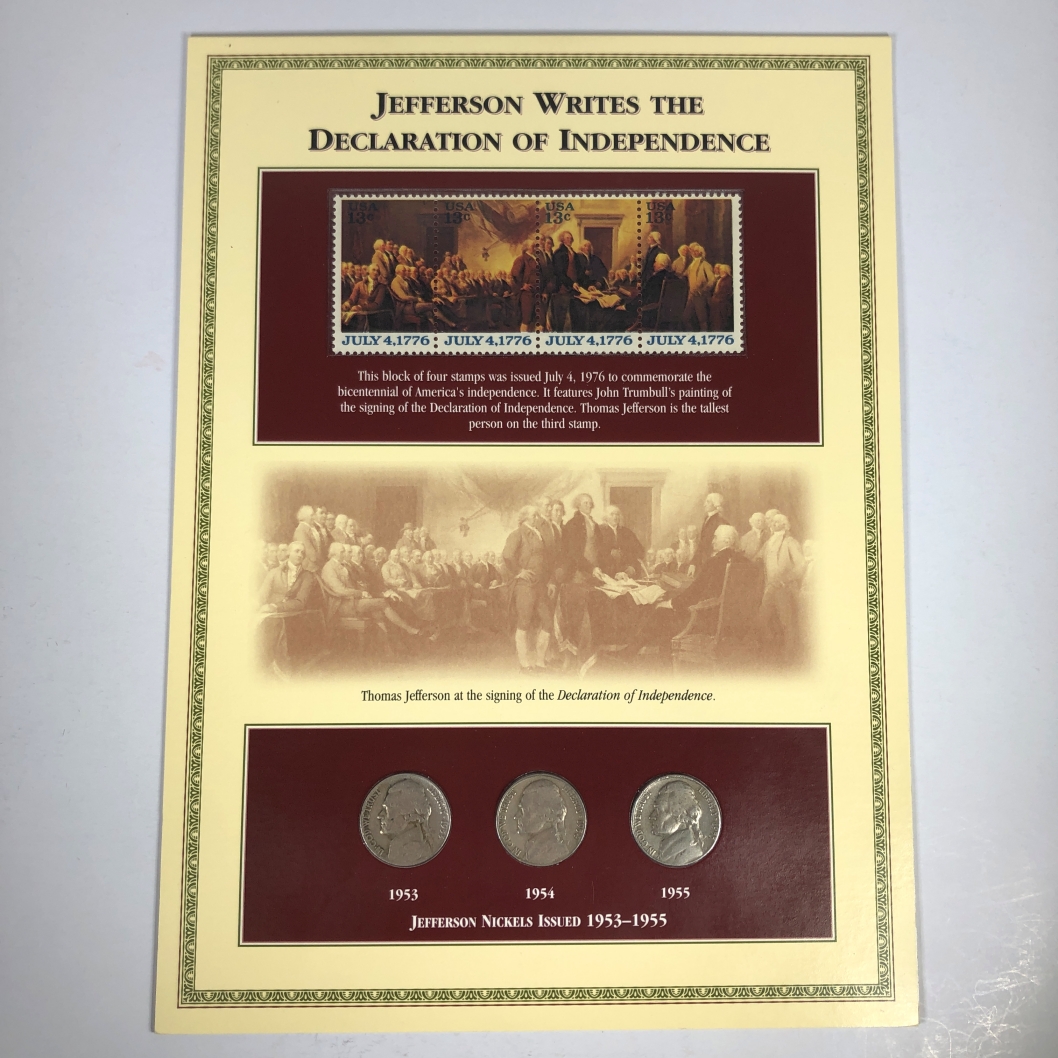 JEFFERSON WRITES THE
DECLARATION OF INDEPENDENCE
USA 13c USA 13c USA 13c USA 13c
JULY 4,1776 JULY 4,1776 JULY 4,1776 JULY 4,1776
This block of four stamps was issued July 4, 1976 to commemorate the
bicentennial of America's independence. It features John Trumbull's painting of
the signing of the Declaration of Independence. Thomas Jefferson is the tallest
person on the third stamp.
Thomas Jefferson at the signing of the Declaration of Independence.
1953 1954 1955
JEFFERSON NICKELS ISSUED 1953–1955